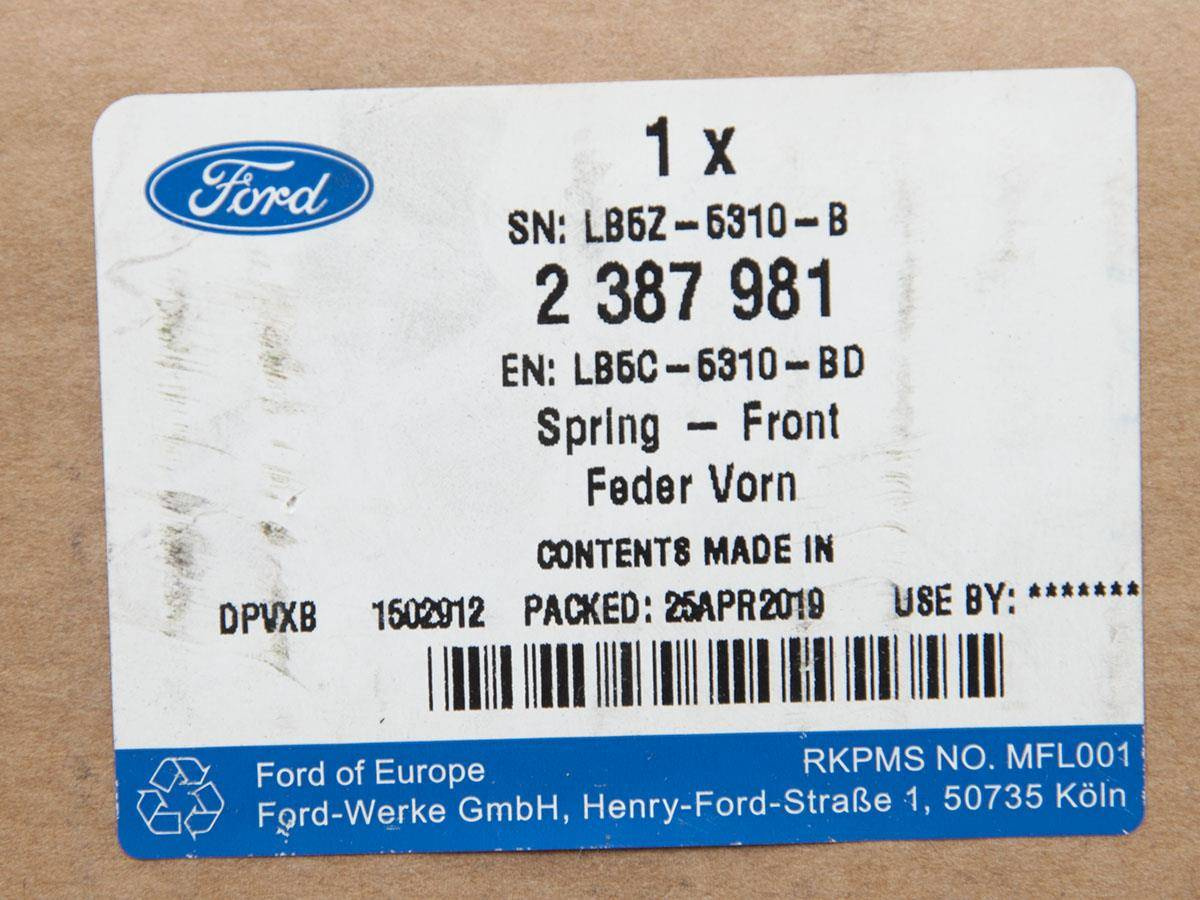 Ford
1 x
SN: LB5Z-5310-B
2 387 981
EN: LB5C-5310-BD
Spring - Front
Feder Vorn
CONTENTS MADE IN
DPVXB 1502912 PACKED: 25APR2019 USE BY: *******
Ford of Europe RKPMS NO. MFL001
Ford-Werke GmbH, Henry-Ford-Straße 1, 50735 Köln